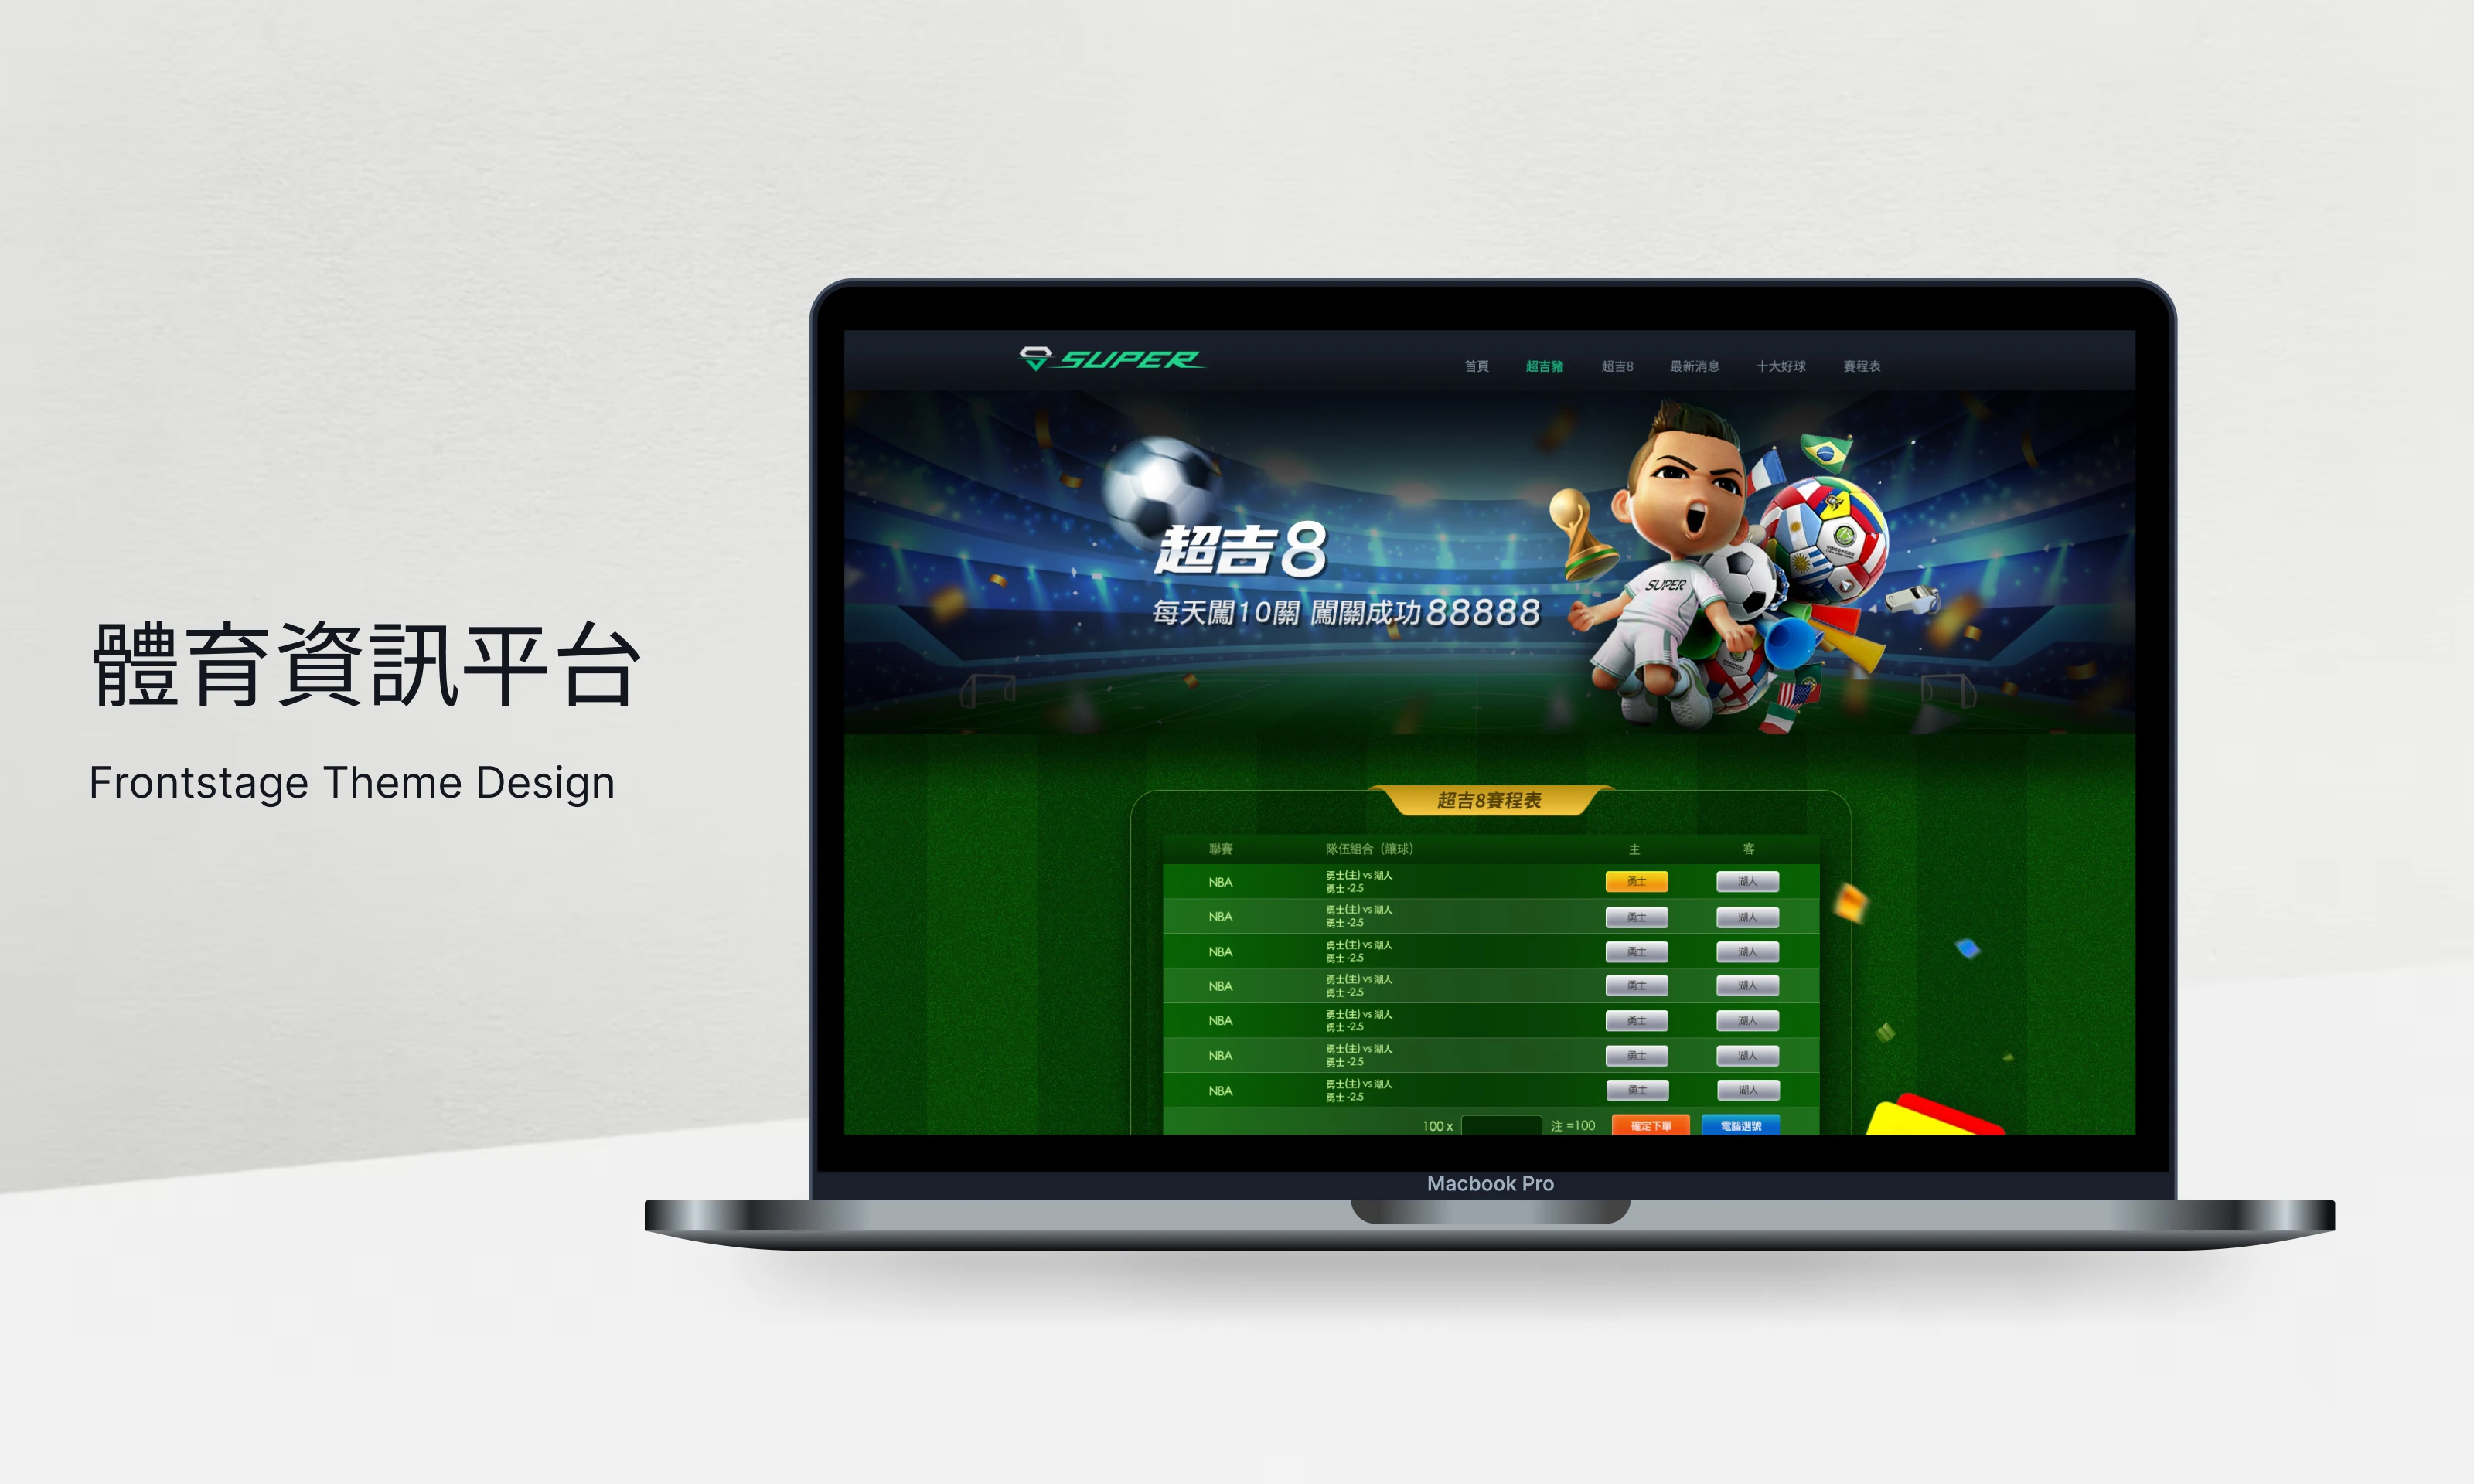 體育資訊平台
Frontstage Theme Design
SUPER
首頁 超吉豬 超吉8 最新消息 十大好球 賽程表
超吉8
每天闖10關 闖關成功88888
SUPER
超吉8賽程表
聯賽 隊伍組合（讓球） 主 客
NBA 勇士(主) vs 湖人 勇士 湖人
勇士 -2.5
NBA 勇士(主) vs 湖人 勇士 湖人
勇士 -2.5
NBA 勇士(主) vs 湖人 勇士 湖人
勇士 -2.5
NBA 勇士(主) vs 湖人 勇士 湖人
勇士 -2.5
NBA 勇士(主) vs 湖人 勇士 湖人
勇士 -2.5
NBA 勇士(主) vs 湖人 勇士 湖人
勇士 -2.5
NBA 勇士(主) vs 湖人 勇士 湖人
勇士 -2.5
100 x 注 =100 確定下單 電腦選號
Macbook Pro